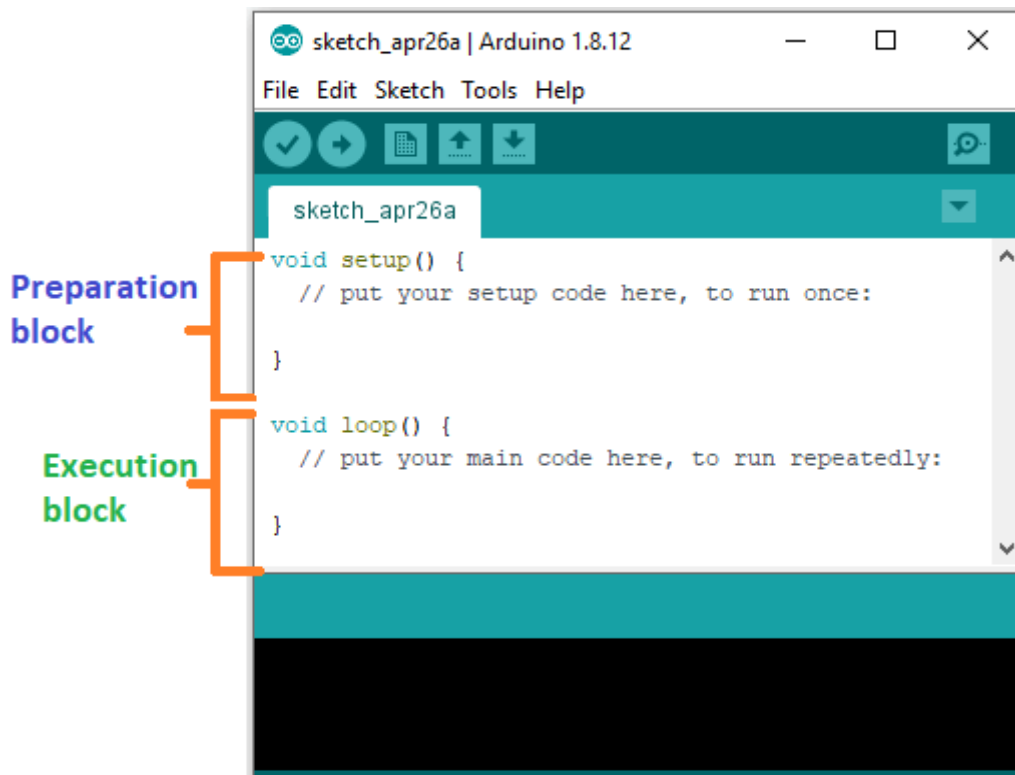 sketch_apr26a | Arduino 1.8.12
File Edit Sketch Tools Help
sketch_apr26a
void setup() {
// put your setup code here, to run once:
}
Preparation
block
void loop() {
// put your main code here, to run repeatedly:
}
Execution
block